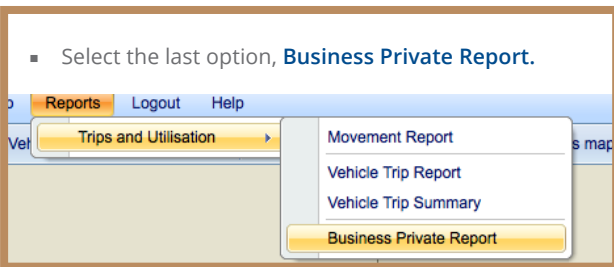 ▪ Select the last option, Business Private Report.
Reports Logout Help
Trips and Utilisation
Movement Report
s map
Vehicle Trip Report
Vehicle Trip Summary
Business Private Report